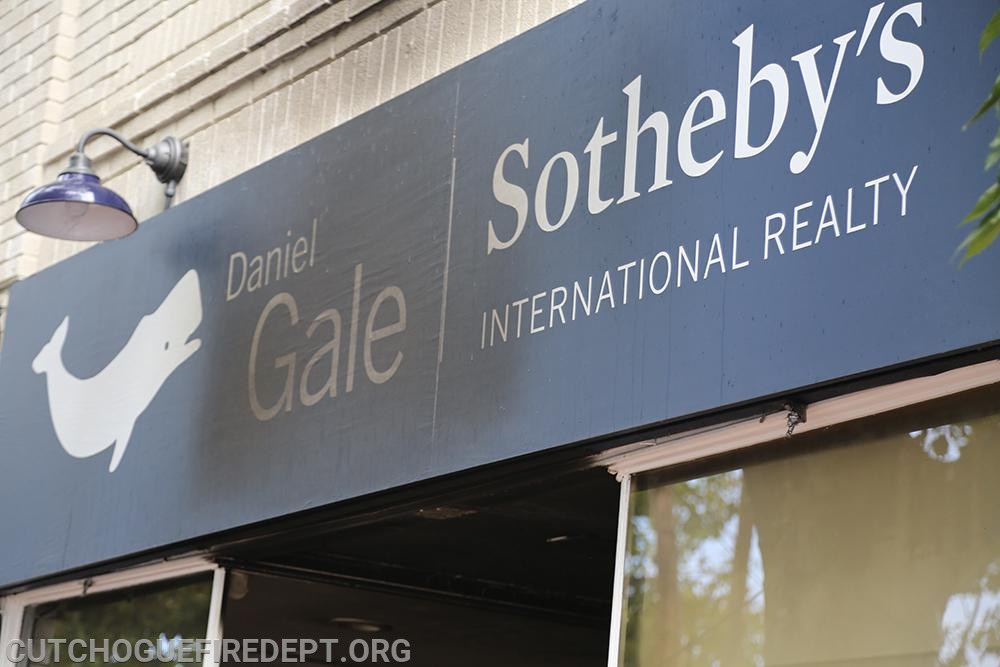 Daniel
Gale
Sotheby's
INTERNATIONAL REALTY
CUTCHOGUEFIREDEPT.ORG